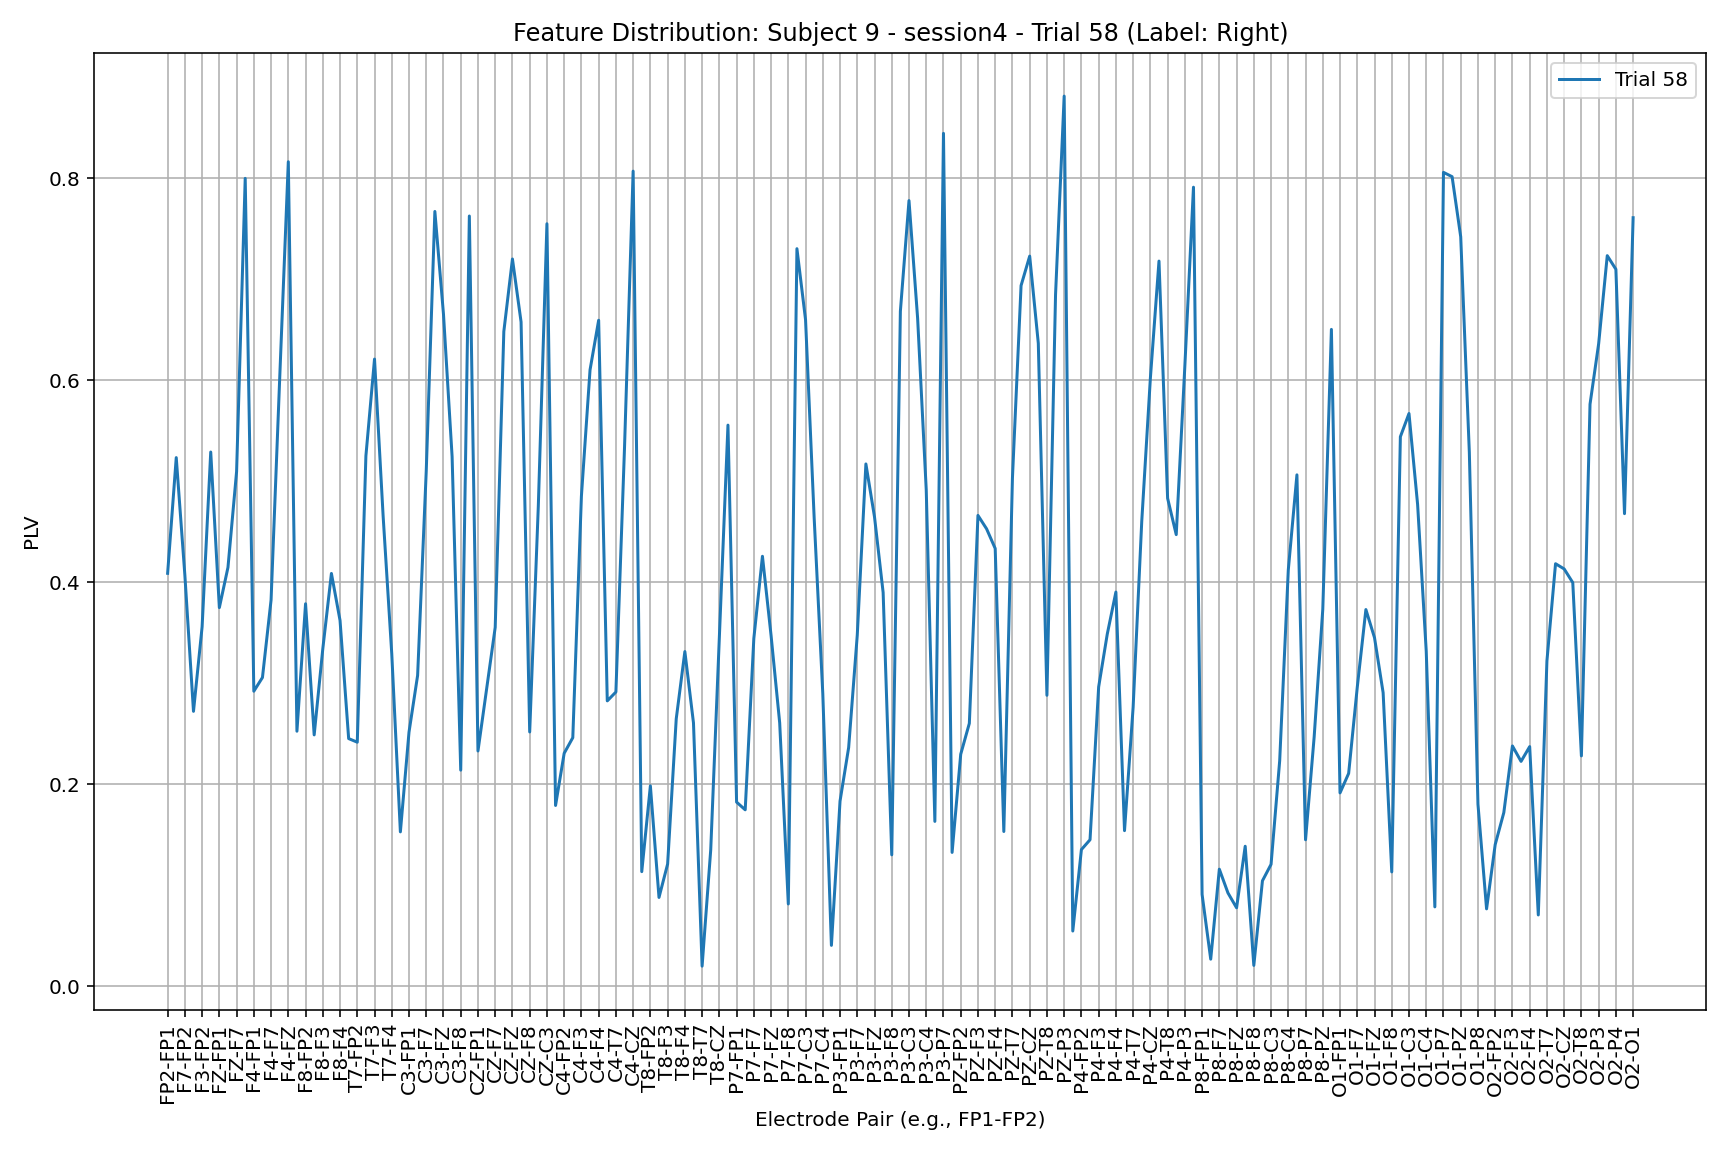 Feature Distribution: Subject 9 - session4 - Trial 58 (Label: Right)
Trial 58
PLV
0.8
0.6
0.4
0.2
0.0
FP2-FP1
F7-FP2
F3-FP2
FZ-FP1
FZ-F7
F4-FP1
F4-F7
F4-FZ
F8-FP2
F8-F3
F8-F4
T7-FP2
T7-F3
T7-F4
C3-FP1
C3-F7
C3-FZ
C3-F8
CZ-FP1
CZ-F7
CZ-FZ
CZ-F8
CZ-C3
C4-FP2
C4-F3
C4-F4
C4-T7
C4-CZ
T8-FP2
T8-F3
T8-F4
T8-T7
T8-CZ
P7-FP1
P7-F7
P7-FZ
P7-F8
P7-C3
P7-C4
P3-FP1
P3-F7
P3-FZ
P3-F8
P3-C3
P3-C4
P3-P7
PZ-FP2
PZ-F3
PZ-F4
PZ-T7
PZ-CZ
PZ-T8
PZ-P3
P4-FP2
P4-F3
P4-F4
P4-T7
P4-CZ
P4-T8
P4-P3
P8-FP1
P8-F7
P8-FZ
P8-F8
P8-C3
P8-C4
P8-P7
P8-PZ
O1-FP1
O1-F7
O1-FZ
O1-F8
O1-C3
O1-C4
O1-P7
O1-PZ
O1-P8
O2-FP2
O2-F3
O2-F4
O2-T7
O2-CZ
O2-T8
O2-P3
O2-P4
O2-O1
Electrode Pair (e.g., FP1-FP2)